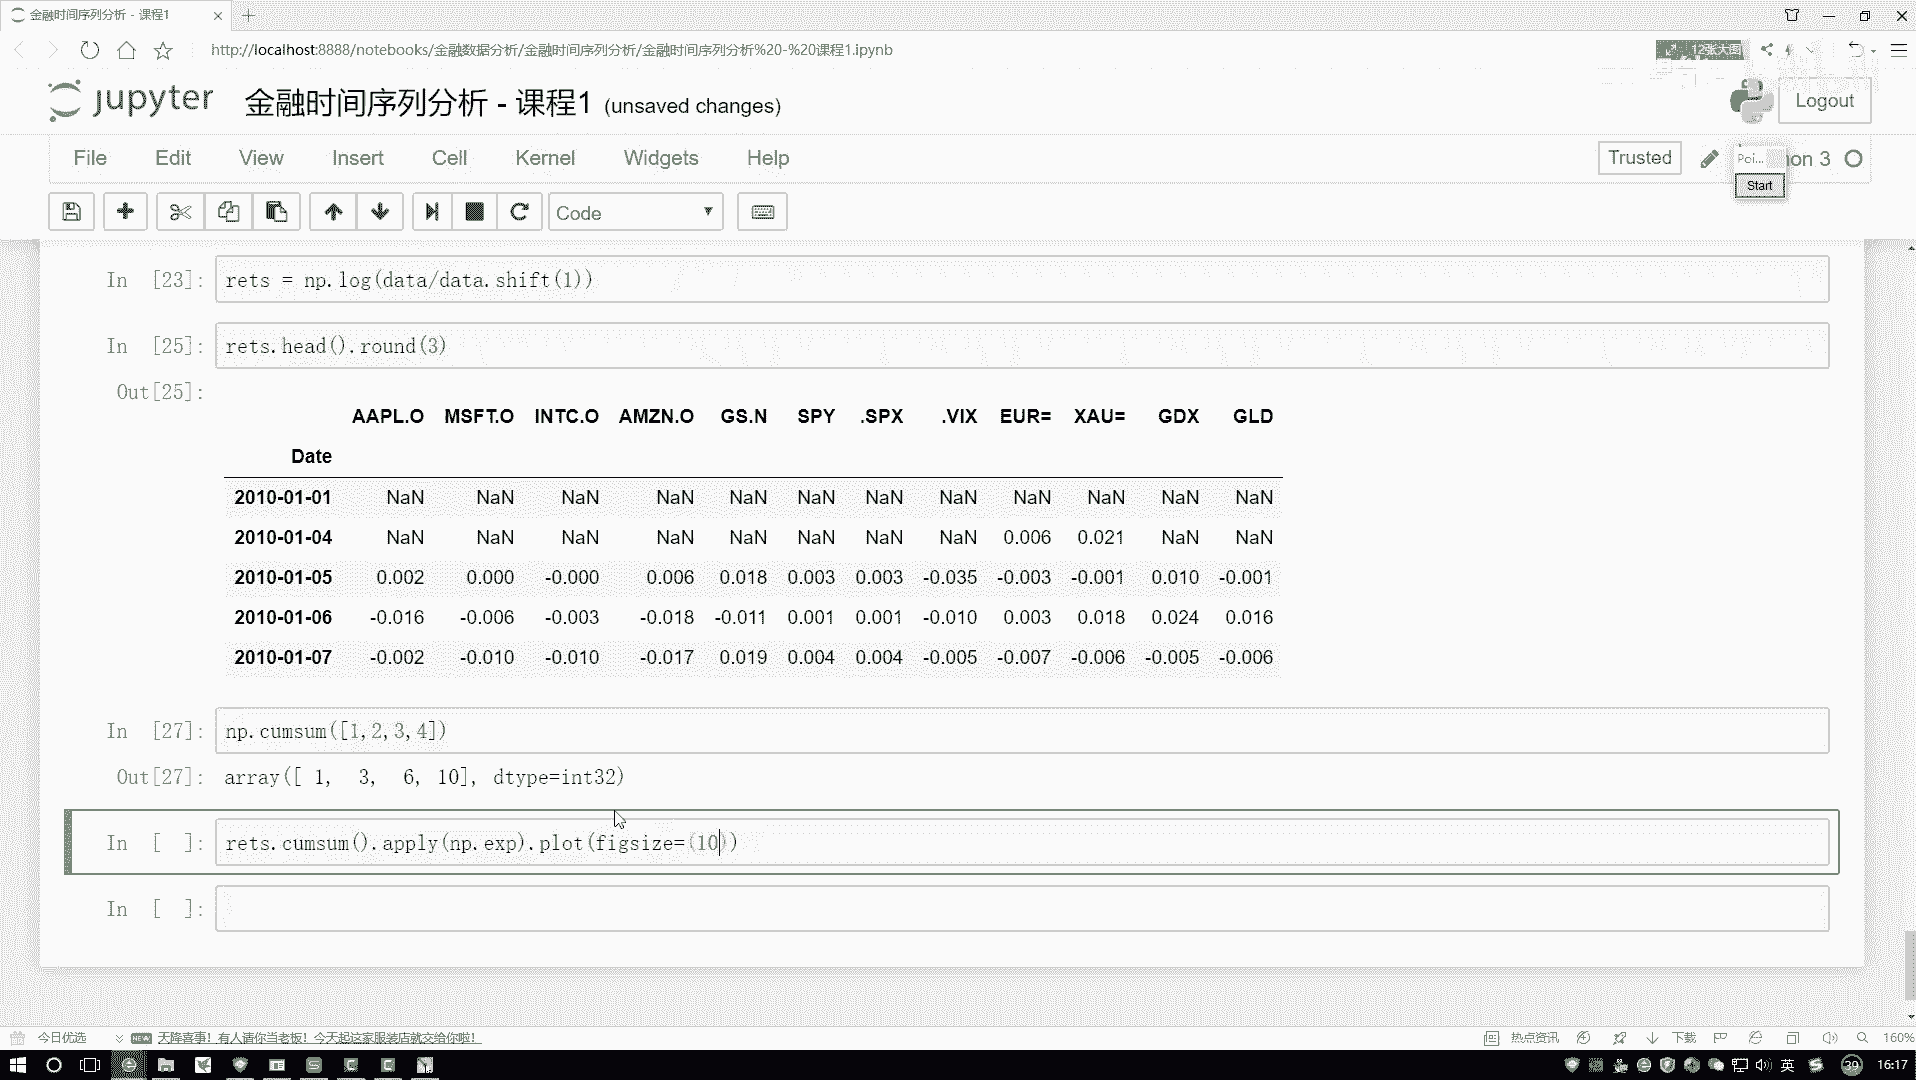 金融时间序列分析 - 课程1
http://localhost:8888/notebooks/金融数据分析/金融时间序列分析/金融时间序列分析%20-%20课程1.ipynb
12张大图
jupyter 金融时间序列分析 - 课程1 (unsaved changes)
Logout
File Edit View Insert Cell Kernel Widgets Help
Trusted
Poi...
on 3
Start
Code
In [23]: rets = np.log(data/data.shift(1))
In [25]: rets.head().round(3)
Out[25]:
AAPL.O MSFT.O INTC.O AMZN.O GS.N SPY .SPX .VIX EUR= XAU= GDX GLD
Date
2010-01-01 NaN NaN NaN NaN NaN NaN NaN NaN NaN NaN NaN NaN
2010-01-04 NaN NaN NaN NaN NaN NaN NaN NaN 0.006 0.021 NaN NaN
2010-01-05 0.002 0.000 -0.000 0.006 0.018 0.003 0.003 -0.035 -0.003 -0.001 0.010 -0.001
2010-01-06 -0.016 -0.006 -0.003 -0.018 -0.011 0.001 0.001 -0.010 0.003 0.018 0.024 0.016
2010-01-07 -0.002 -0.010 -0.010 -0.017 0.019 0.004 0.004 -0.005 -0.007 -0.006 -0.005 -0.006
In [27]: np.cumsum([1,2,3,4])
Out[27]: array([ 1, 3, 6, 10], dtype=int32)
In [ ]: rets.cumsum().apply(np.exp).plot(figsize=(10))
In [ ]:
今日优选
NEW
天降喜事！有人请你当老板！今天起这家服装店就交给你啦！
热点资讯
下载
160%
英
39
16:17